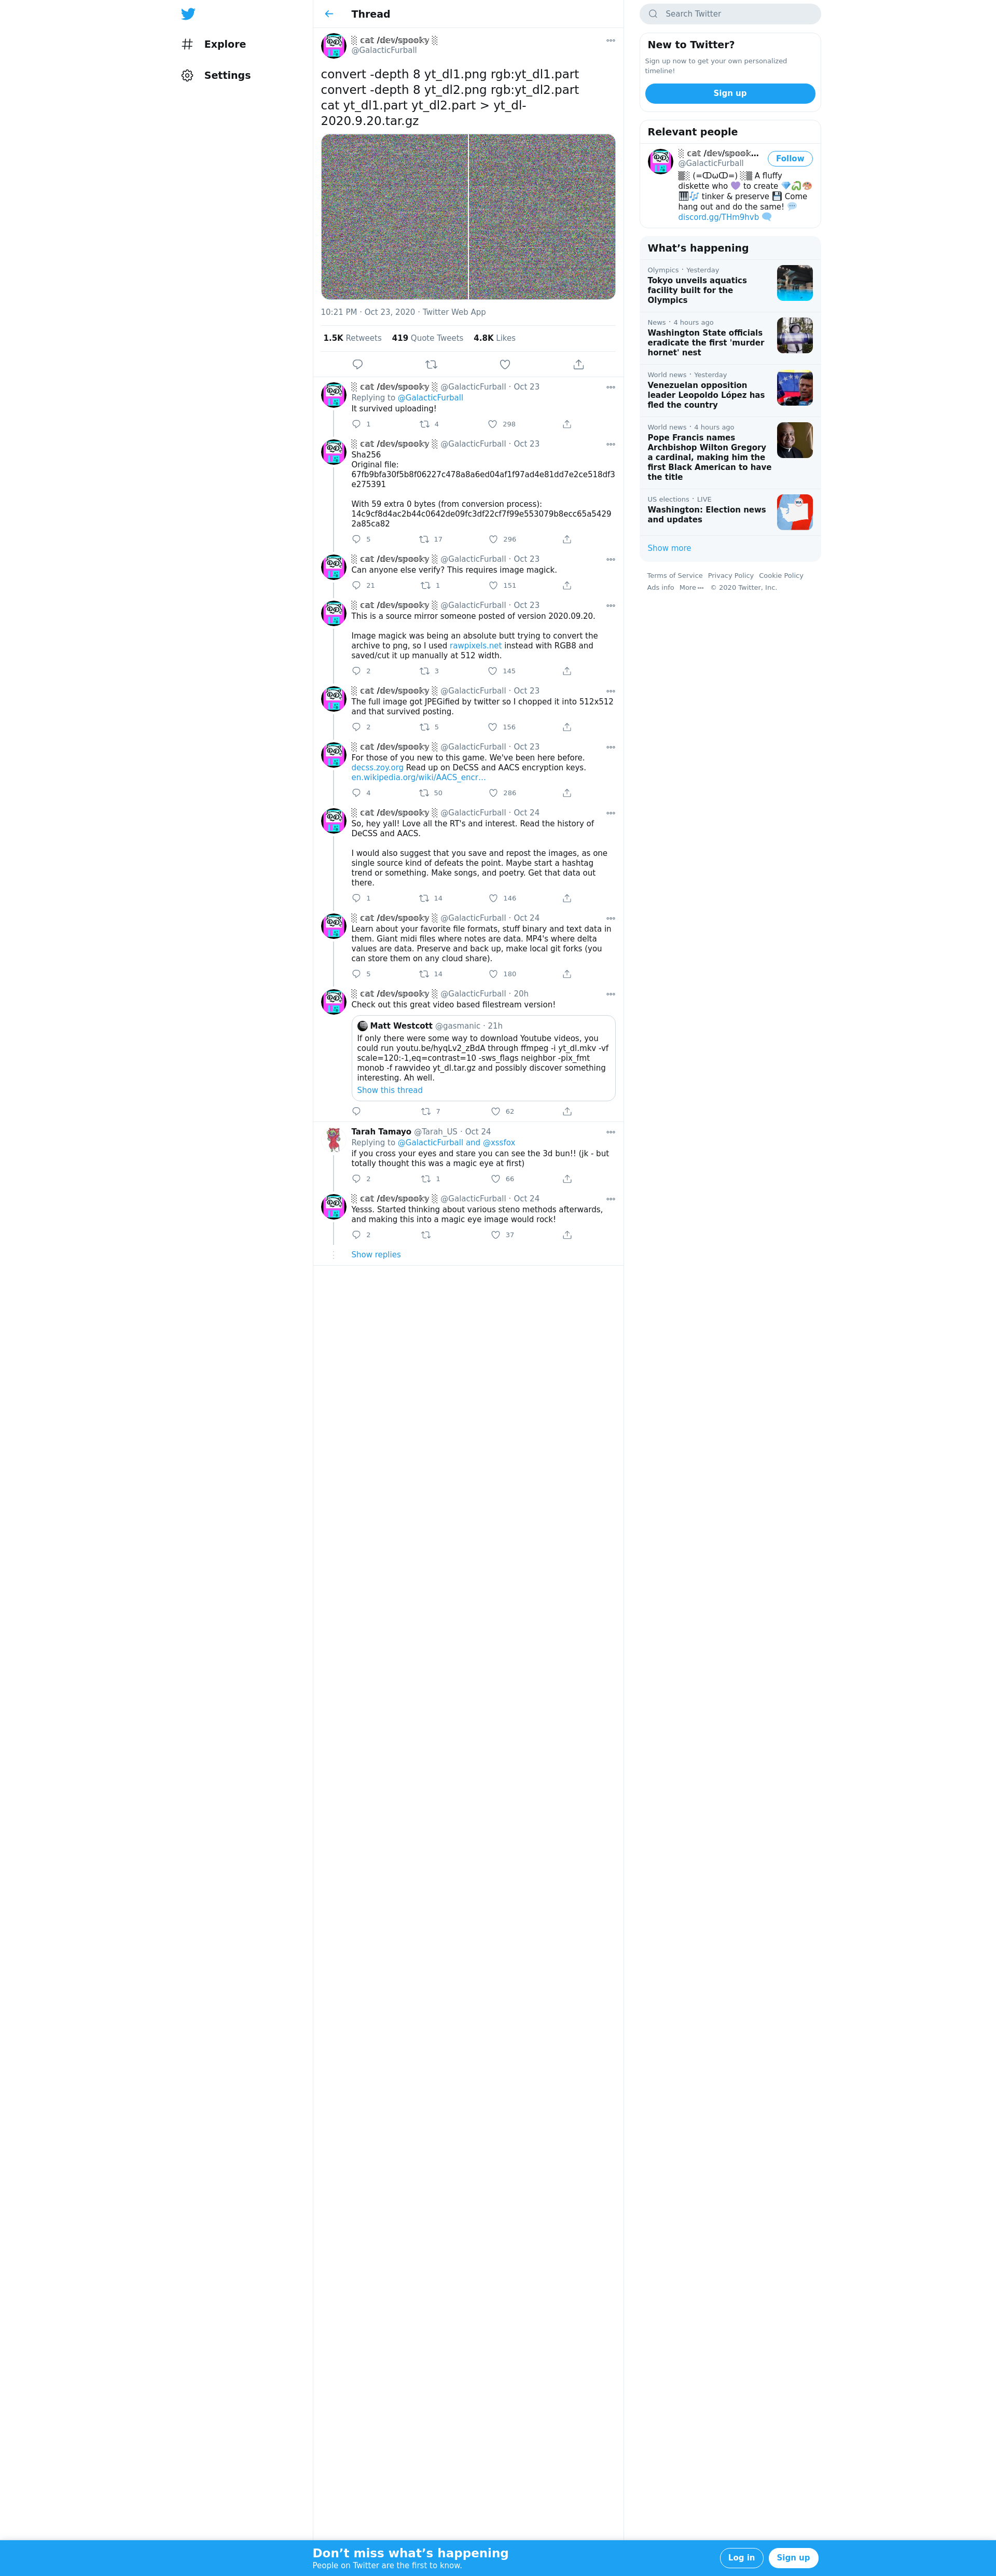 Explore
Settings
Thread
░ cat /dev/spooky ░
@GalacticFurball
convert -depth 8 yt_dl1.png rgb:yt_dl1.part
convert -depth 8 yt_dl2.png rgb:yt_dl2.part
cat yt_dl1.part yt_dl2.part > yt_dl-
2020.9.20.tar.gz
10:21 PM · Oct 23, 2020 · Twitter Web App
1.5K Retweets 419 Quote Tweets 4.8K Likes
░ cat /dev/spooky ░ @GalacticFurball · Oct 23
Replying to @GalacticFurball
It survived uploading!
1 4 298
░ cat /dev/spooky ░ @GalacticFurball · Oct 23
Sha256
Original file:
67fb9bfa30f5b8f06227c478a8a6ed04af1f97ad4e81dd7e2ce518df3
e275391
With 59 extra 0 bytes (from conversion process):
14c9cf8d4ac2b44c0642de09fc3df22cf7f99e553079b8ecc65a5429
2a85ca82
5 17 296
░ cat /dev/spooky ░ @GalacticFurball · Oct 23
Can anyone else verify? This requires image magick.
21 1 151
░ cat /dev/spooky ░ @GalacticFurball · Oct 23
This is a source mirror someone posted of version 2020.09.20.
Image magick was being an absolute butt trying to convert the
archive to png, so I used rawpixels.net instead with RGB8 and
saved/cut it up manually at 512 width.
2 3 145
░ cat /dev/spooky ░ @GalacticFurball · Oct 23
The full image got JPEGified by twitter so I chopped it into 512x512
and that survived posting.
2 5 156
░ cat /dev/spooky ░ @GalacticFurball · Oct 23
For those of you new to this game. We've been here before.
decss.zoy.org Read up on DeCSS and AACS encryption keys.
en.wikipedia.org/wiki/AACS_encr…
4 50 286
░ cat /dev/spooky ░ @GalacticFurball · Oct 24
So, hey yall! Love all the RT's and interest. Read the history of
DeCSS and AACS.
I would also suggest that you save and repost the images, as one
single source kind of defeats the point. Maybe start a hashtag
trend or something. Make songs, and poetry. Get that data out
there.
1 14 146
░ cat /dev/spooky ░ @GalacticFurball · Oct 24
Learn about your favorite file formats, stuff binary and text data in
them. Giant midi files where notes are data. MP4's where delta
values are data. Preserve and back up, make local git forks (you
can store them on any cloud share).
5 14 180
░ cat /dev/spooky ░ @GalacticFurball · 20h
Check out this great video based filestream version!
Matt Westcott @gasmanic · 21h
If only there were some way to download Youtube videos, you
could run youtu.be/hyqLv2_zBdA through ffmpeg -i yt_dl.mkv -vf
scale=120:-1,eq=contrast=10 -sws_flags neighbor -pix_fmt
monob -f rawvideo yt_dl.tar.gz and possibly discover something
interesting. Ah well.
Show this thread
7 62
Tarah Tamayo @Tarah_US · Oct 24
Replying to @GalacticFurball and @xssfox
if you cross your eyes and stare you can see the 3d bun!! (jk - but
totally thought this was a magic eye at first)
2 1 66
░ cat /dev/spooky ░ @GalacticFurball · Oct 24
Yesss. Started thinking about various steno methods afterwards,
and making this into a magic eye image would rock!
2 37
Show replies
Search Twitter
New to Twitter?
Sign up now to get your own personalized
timeline!
Sign up
Relevant people
░ cat /dev/spook…
Follow
@GalacticFurball
▓░ (=ↀωↀ=) ░▓ A fluffy
diskette who 💜 to create 💎
🎹🎶 tinker & preserve 💾 Come
hang out and do the same! 💬
discord.gg/THm9hvb 🗨
What’s happening
Olympics · Yesterday
Tokyo unveils aquatics
facility built for the
Olympics
News · 4 hours ago
Washington State officials
eradicate the first 'murder
hornet' nest
World news · Yesterday
Venezuelan opposition
leader Leopoldo López has
fled the country
World news · 4 hours ago
Pope Francis names
Archbishop Wilton Gregory
a cardinal, making him the
first Black American to have
the title
US elections · LIVE
Washington: Election news
and updates
Show more
Terms of Service Privacy Policy Cookie Policy
Ads info More © 2020 Twitter, Inc.
Don’t miss what’s happening
People on Twitter are the first to know.
Log in
Sign up